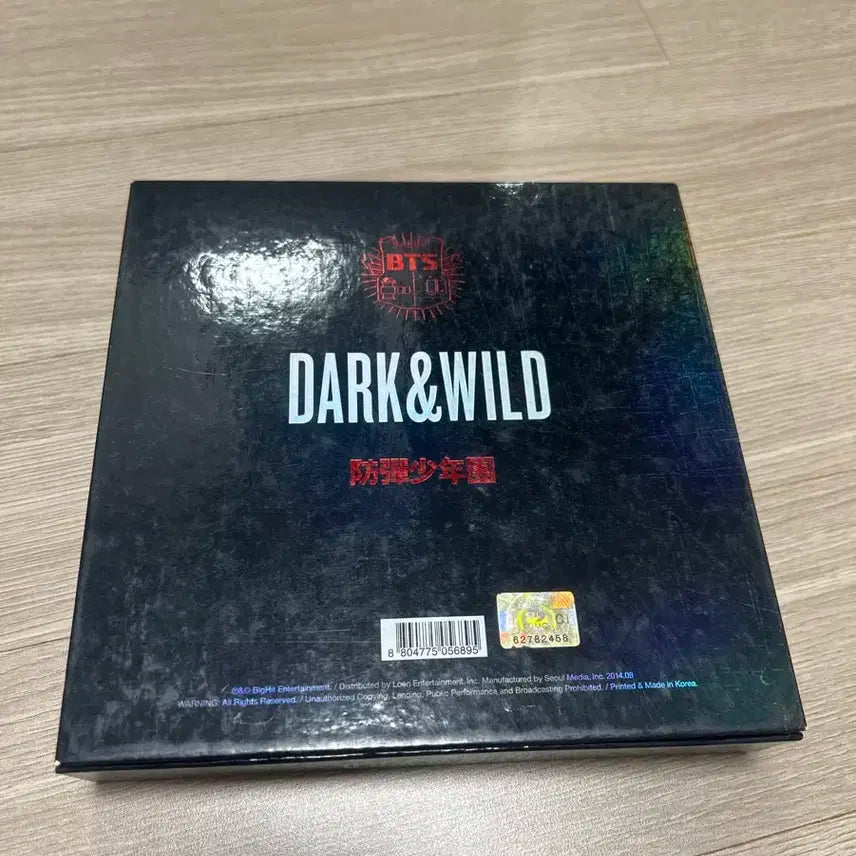 BTS
DARK&WILD
防彈少年團
8 804775 056895
62782458
℗&© BigHit Entertainment. / Distributed by Loen Entertainment, Inc. Manufactured by Seoul Media, Inc. 2014.08
WARNING: All Rights Reserved. / Unauthorized Copying, Lending, Public Performance and Broadcasting Prohibited. / Printed & Made in Korea.